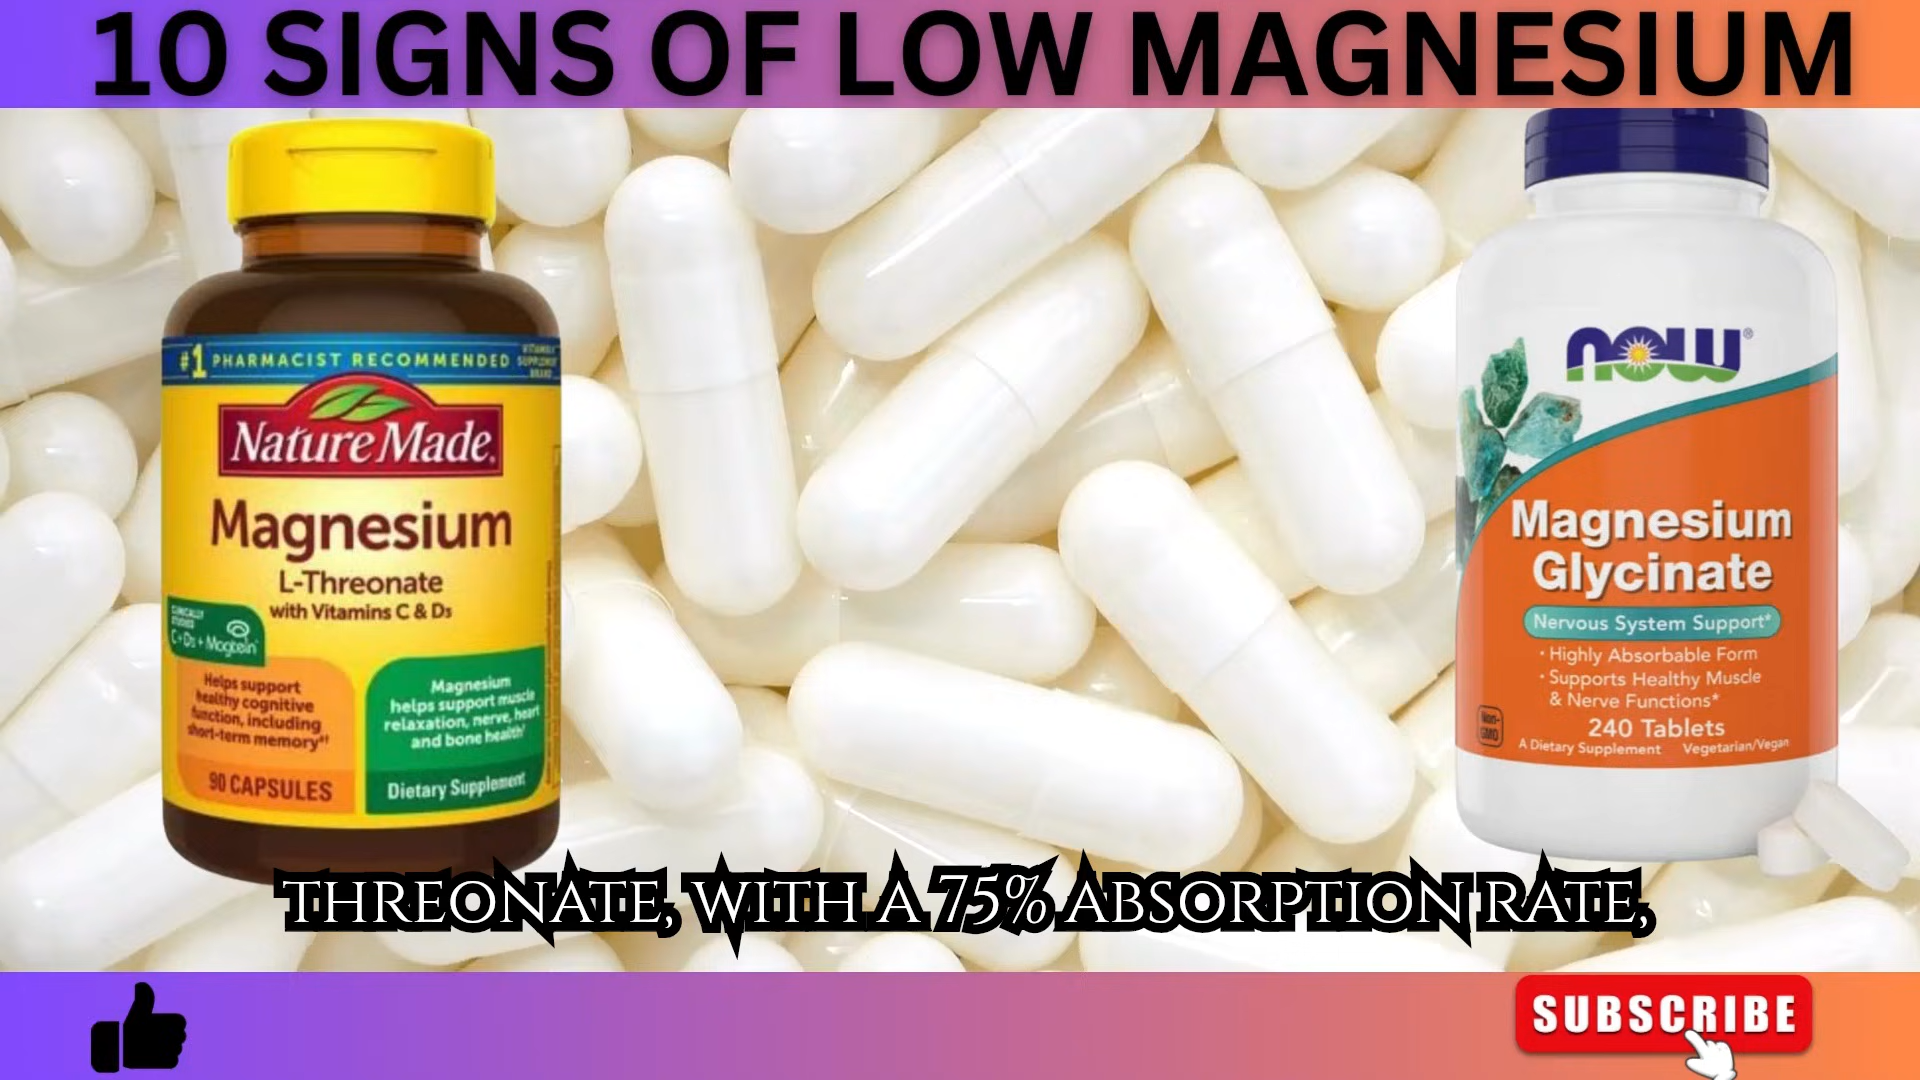 10 SIGNS OF LOW MAGNESIUM
#1 PHARMACIST RECOMMENDED
Nature Made®
Magnesium
L-Threonate
with Vitamins C & D3
CLINICALLY
STUDIED
C+D3 + Magtein
Helps support
healthy cognitive
function, including
short-term memory
90 CAPSULES
Magnesium
helps support muscle
relaxation, nerve, heart
and bone health
Dietary Supplement
NOW®
Magnesium
Glycinate
Nervous System Support*
• Highly Absorbable Form
• Supports Healthy Muscle
& Nerve Functions*
Non-
GMO
240 Tablets
A Dietary Supplement Vegetarian/Vegan
THREONATE, WITH A 75% ABSORPTION RATE,
SUBSCRIBE